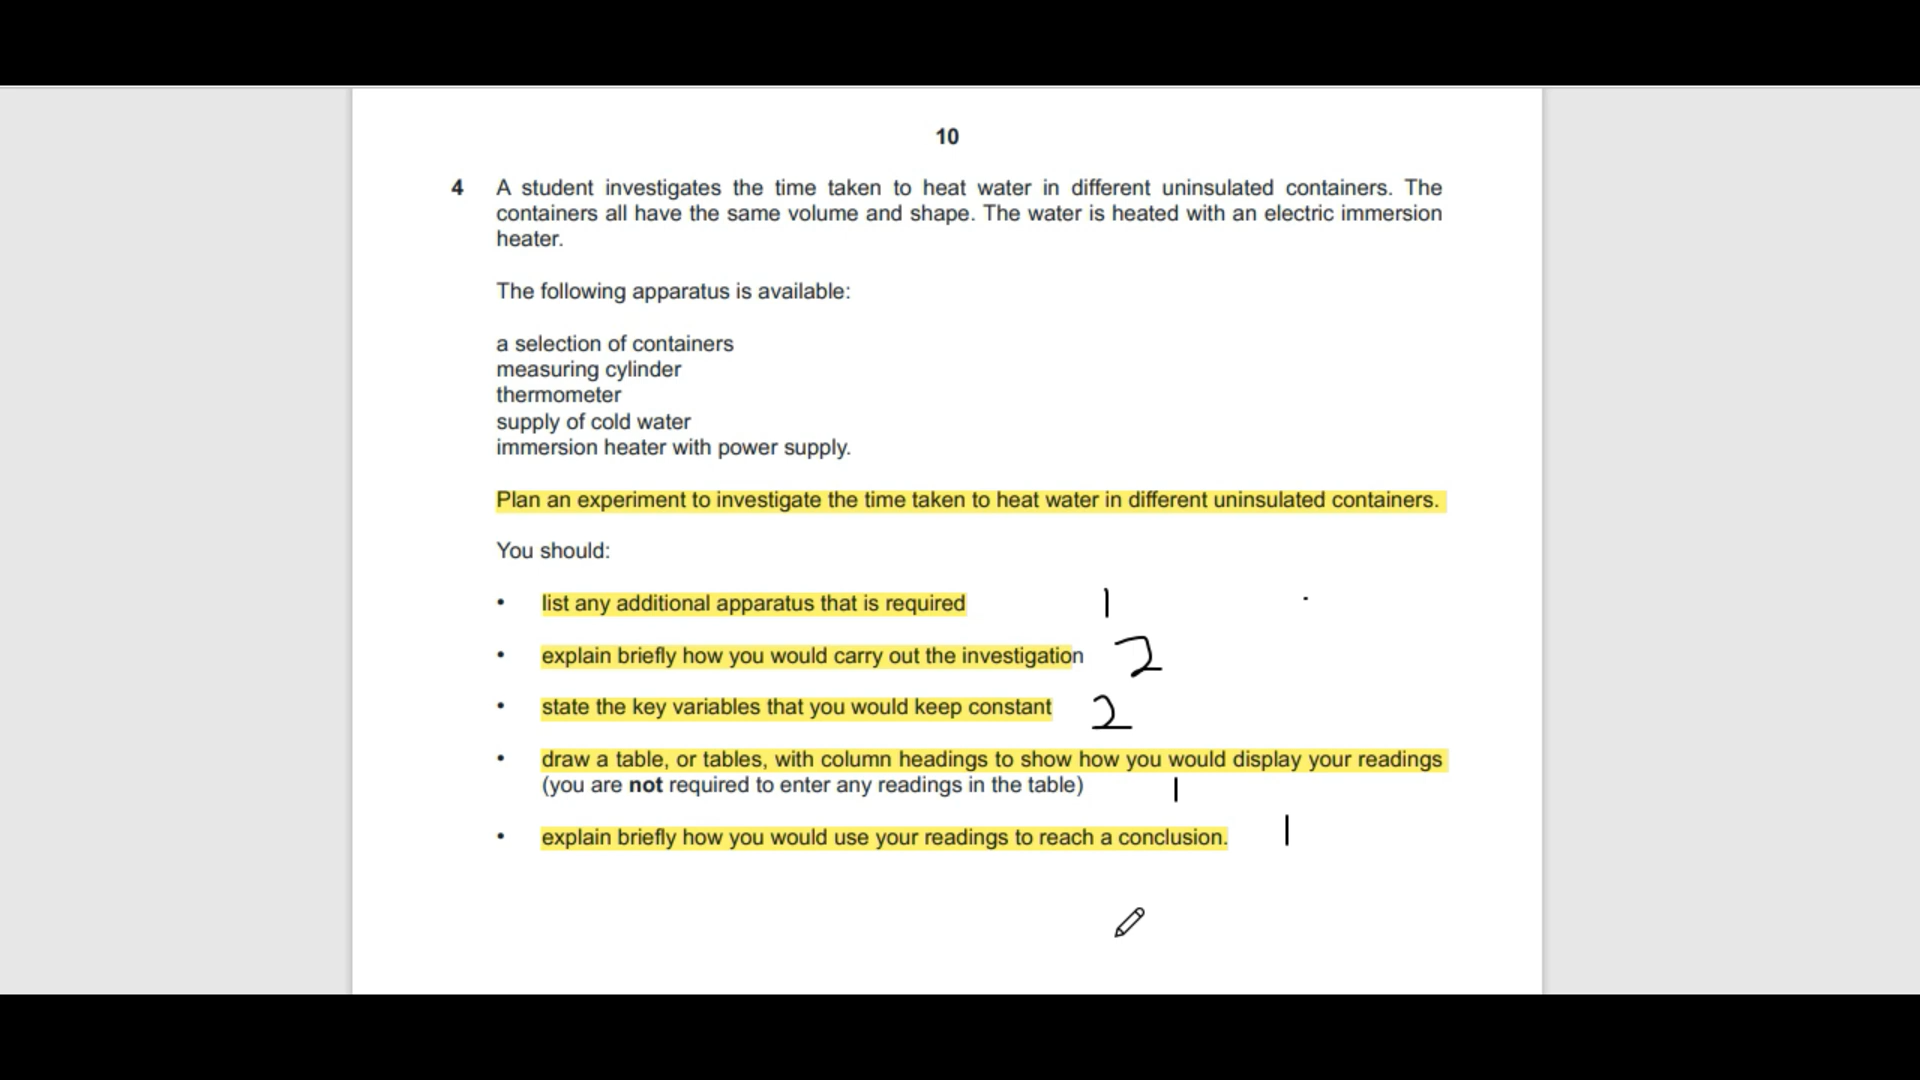 10
4 A student investigates the time taken to heat water in different uninsulated containers. The
containers all have the same volume and shape. The water is heated with an electric immersion
heater.
The following apparatus is available:
a selection of containers
measuring cylinder
thermometer
supply of cold water
immersion heater with power supply.
Plan an experiment to investigate the time taken to heat water in different uninsulated containers.
You should:
• list any additional apparatus that is required 1
• explain briefly how you would carry out the investigation 2
• state the key variables that you would keep constant 2
• draw a table, or tables, with column headings to show how you would display your readings
(you are not required to enter any readings in the table) 1
• explain briefly how you would use your readings to reach a conclusion. 1